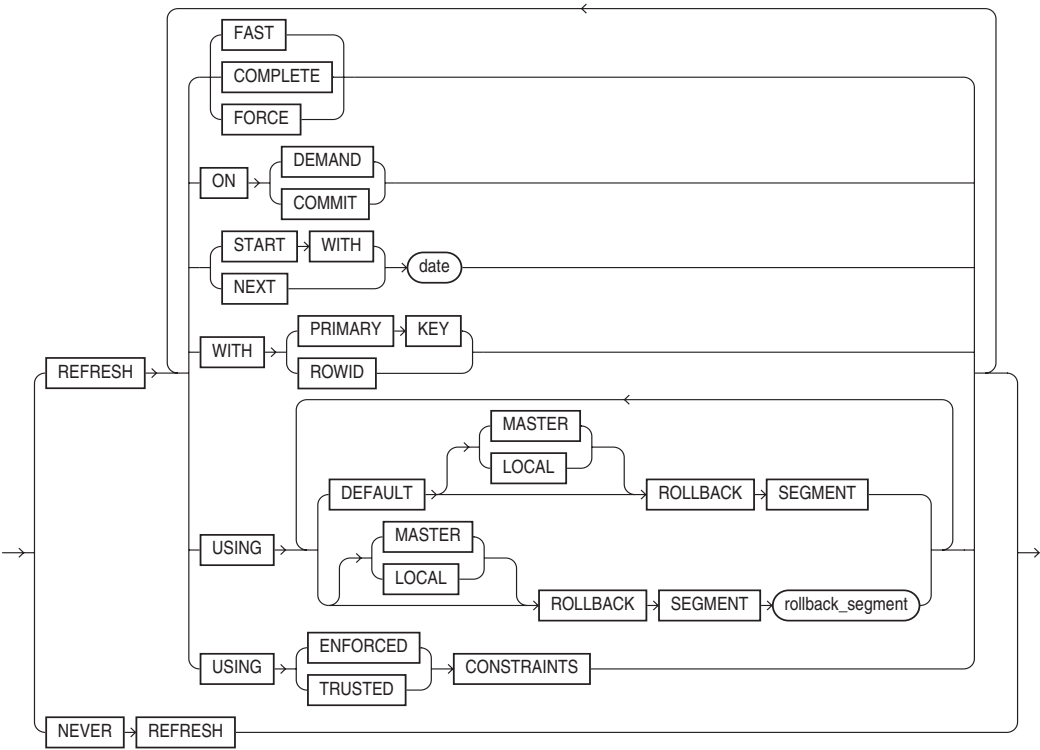 FAST
COMPLETE
FORCE
ON
DEMAND
COMMIT
START WITH
NEXT
date
WITH
PRIMARY KEY
ROWID
REFRESH
MASTER
LOCAL
DEFAULT
ROLLBACK SEGMENT
USING
MASTER
LOCAL
ROLLBACK SEGMENT rollback_segment
USING
ENFORCED
TRUSTED
CONSTRAINTS
NEVER REFRESH